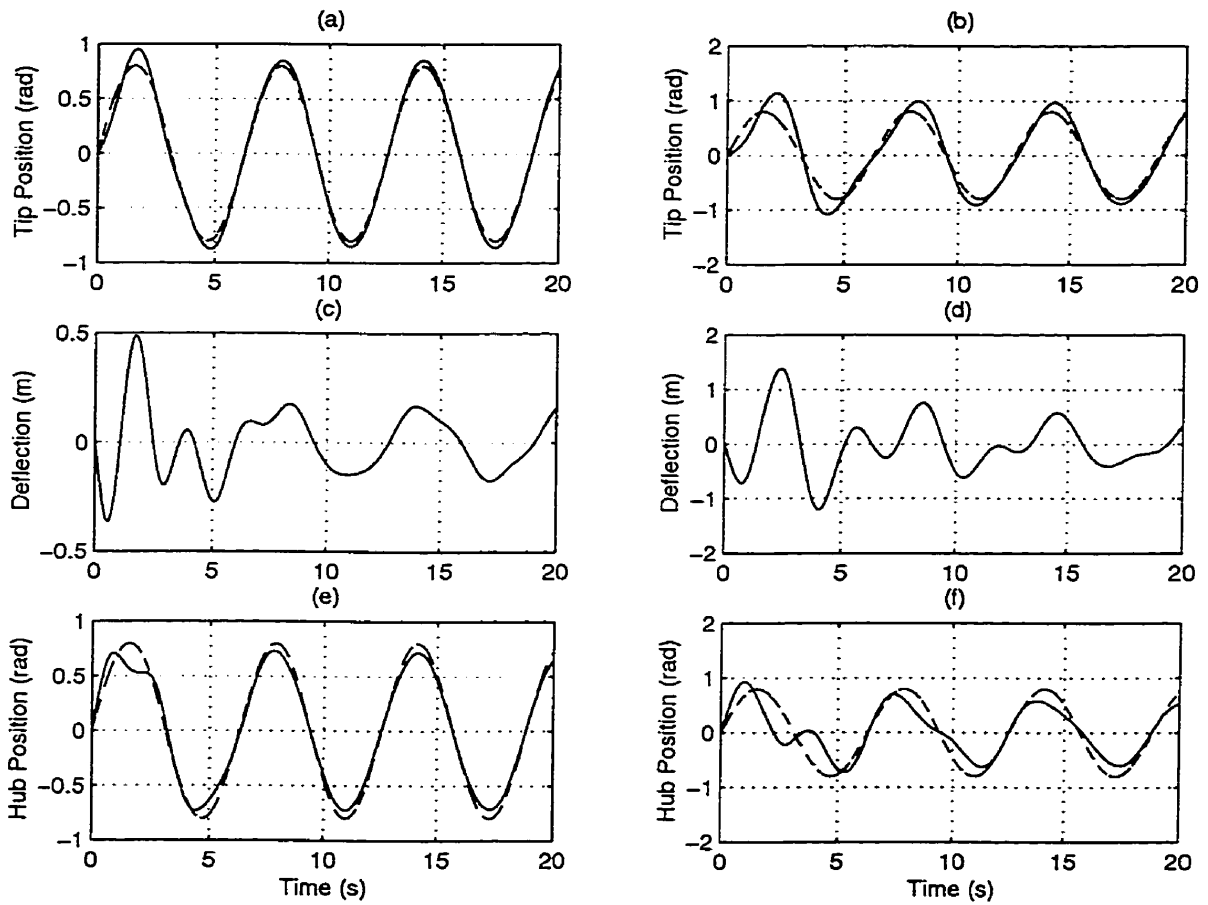 (a)
1
0.5
0
−0.5
−1
Tip Position (rad)
0 5 10 15 20
(b)
2
1
0
−1
−2
Tip Position (rad)
0 5 10 15 20
(c)
0.5
0
−0.5
Deflection (m)
0 5 10 15 20
(d)
2
1
0
−1
−2
Deflection (m)
0 5 10 15 20
(e)
1
0.5
0
−0.5
−1
Hub Position (rad)
0 5 10 15 20
Time (s)
(f)
2
1
0
−1
−2
Hub Position (rad)
0 5 10 15 20
Time (s)